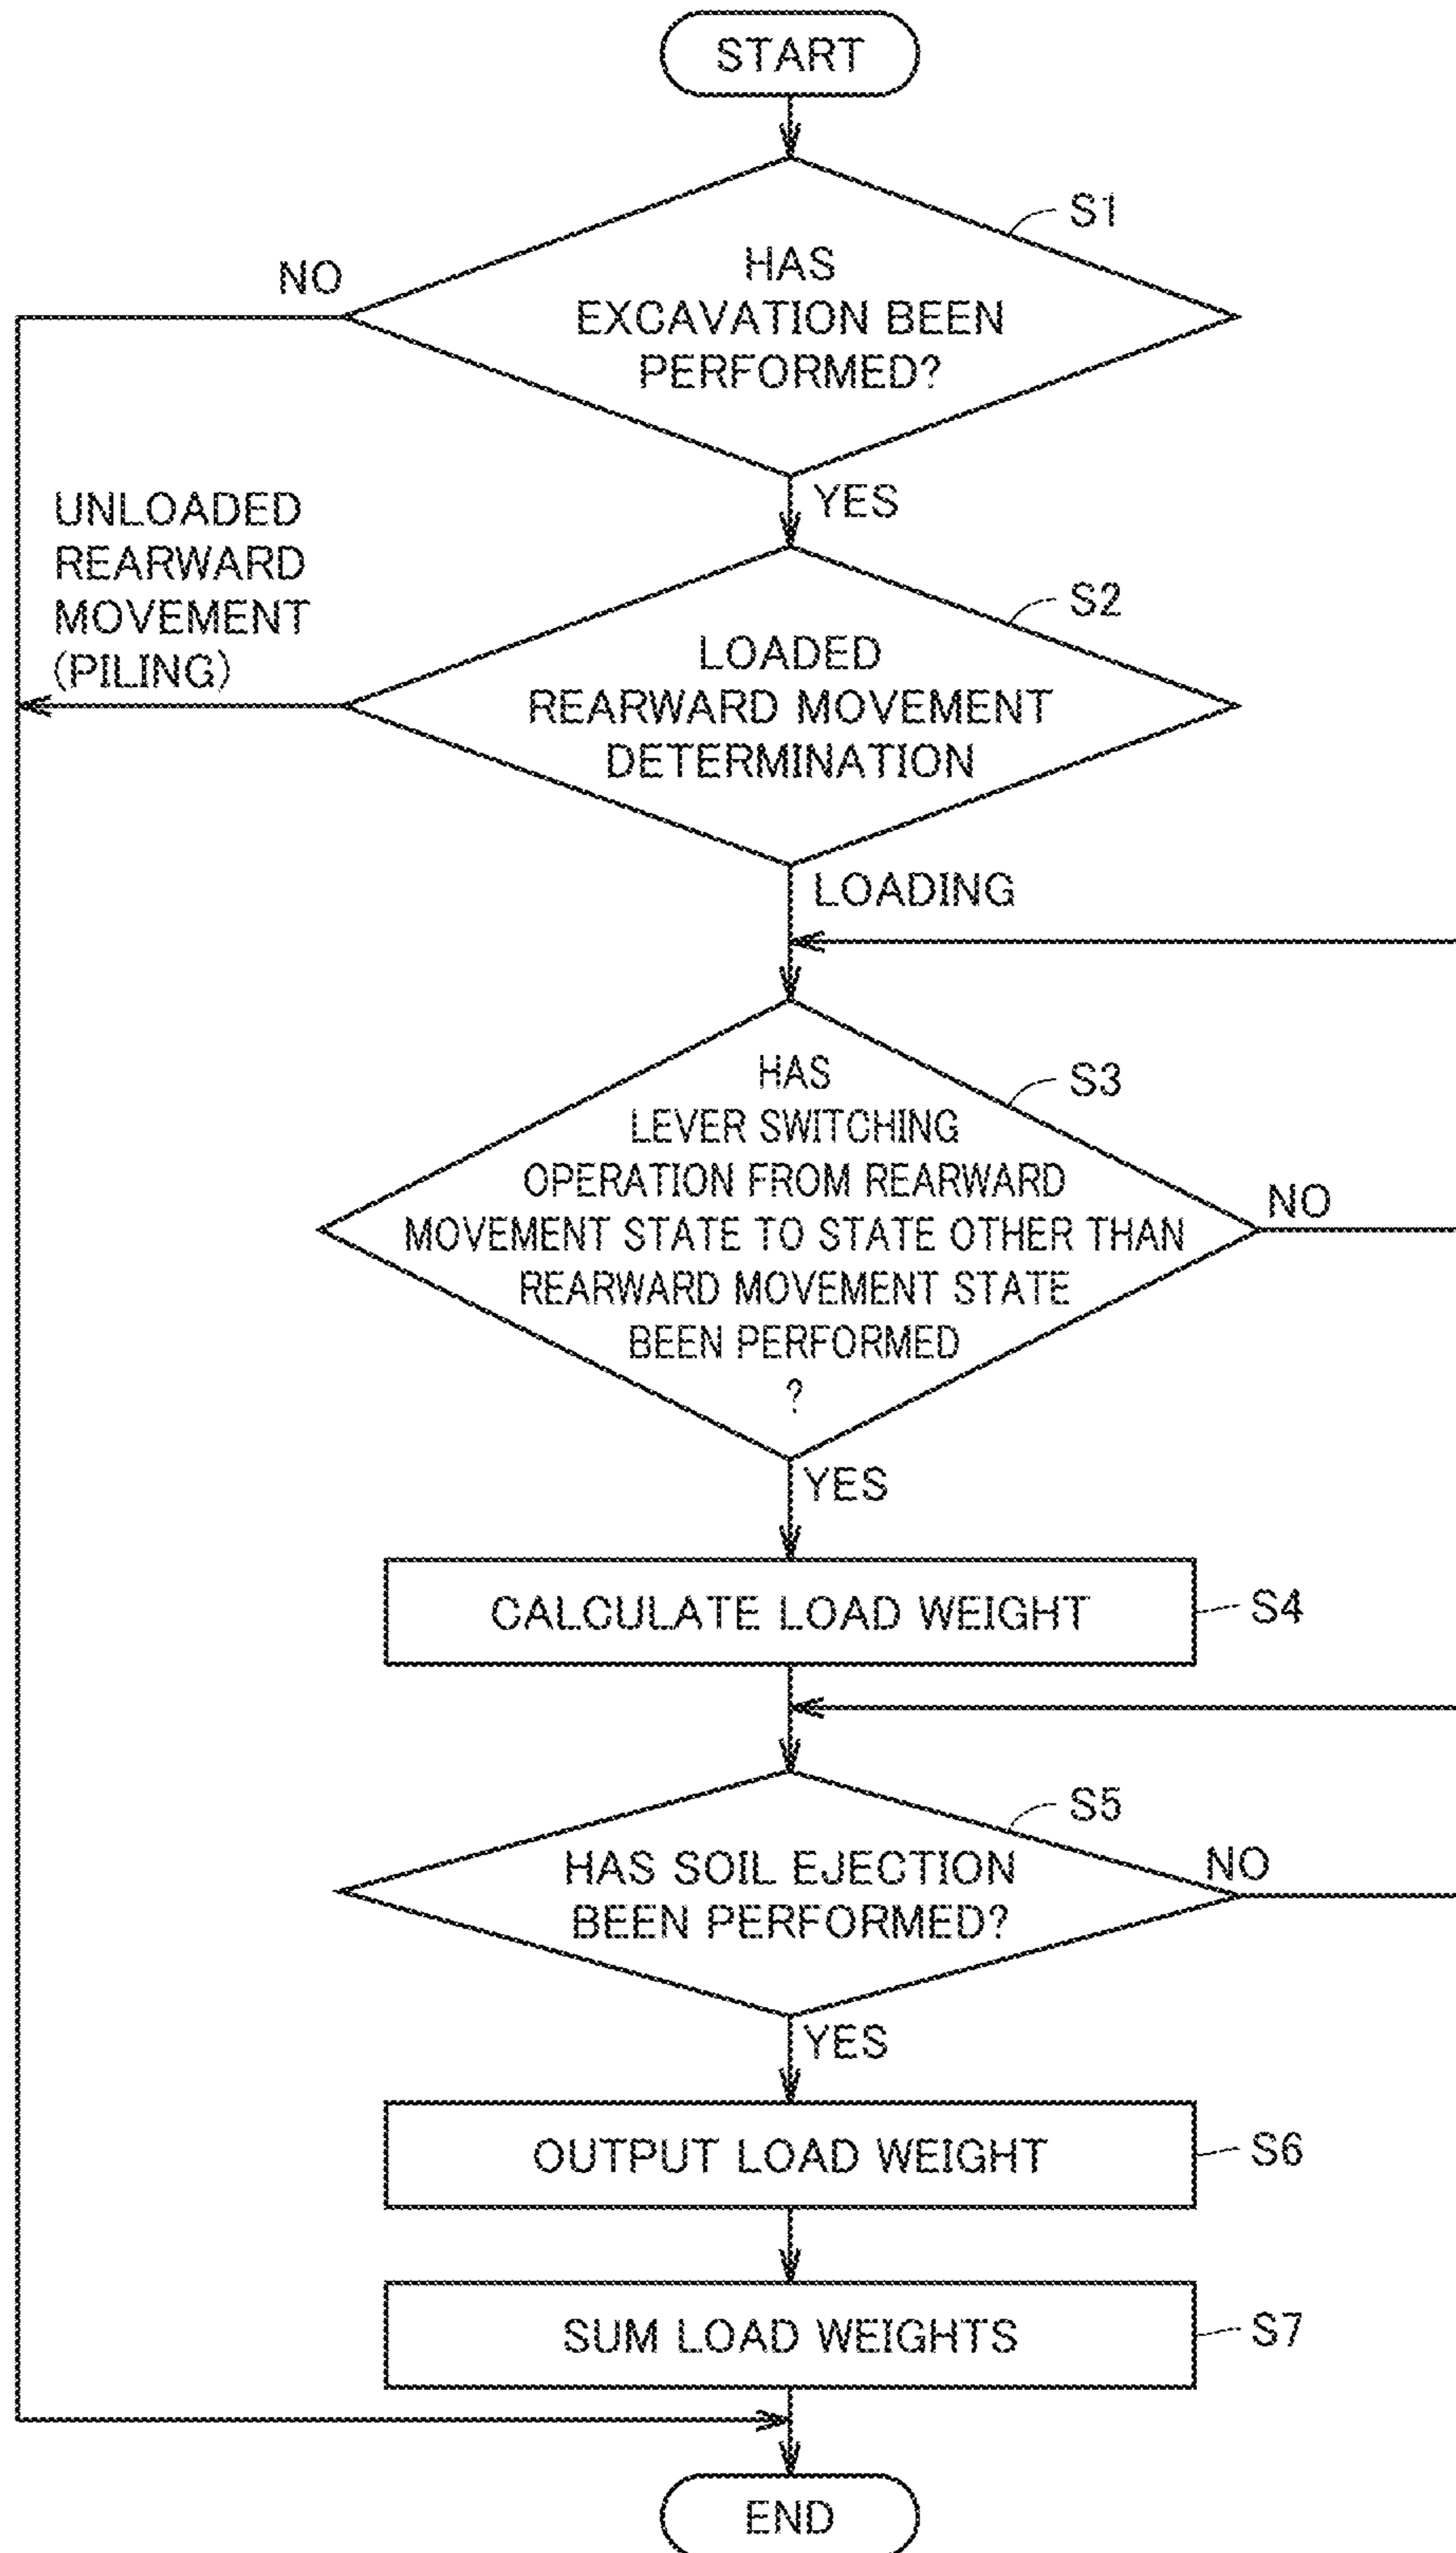 START
S1
HAS
EXCAVATION BEEN
PERFORMED?
NO
YES
UNLOADED
REARWARD
MOVEMENT
(PILING)
S2
LOADED
REARWARD MOVEMENT
DETERMINATION
LOADING
S3
HAS
LEVER SWITCHING
OPERATION FROM REARWARD
MOVEMENT STATE TO STATE OTHER THAN
REARWARD MOVEMENT STATE
BEEN PERFORMED
?
NO
YES
CALCULATE LOAD WEIGHT
S4
S5
HAS SOIL EJECTION
BEEN PERFORMED?
NO
YES
OUTPUT LOAD WEIGHT
S6
SUM LOAD WEIGHTS
S7
END